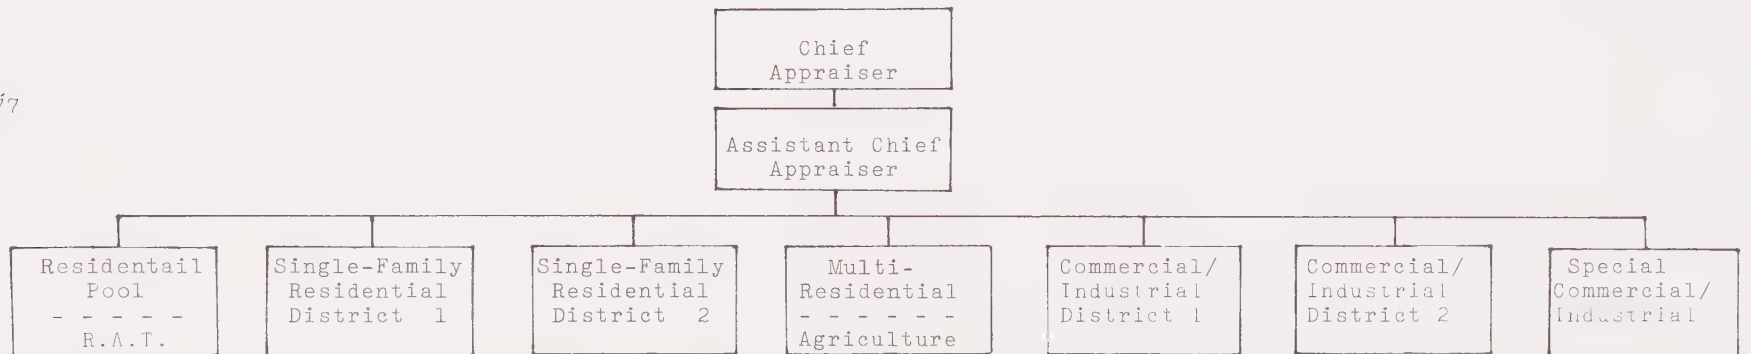 Chief
Appraiser
Assistant Chief
Appraiser
Residentail
Pool
- - - - -
R.A.T.
Single-Family
Residential
District 1
Single-Family
Residential
District 2
Multi-
Residential
- - - - - -
Agriculture
Commercial/
Industrial
District 1
Commercial/
Industrial
District 2
Special
Commercial/
Industrial